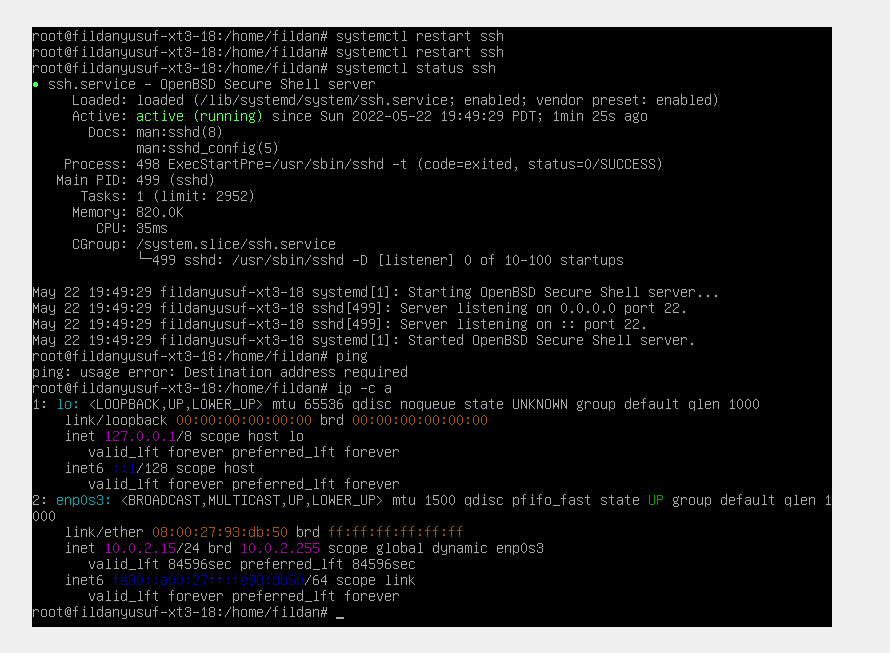 root@fildanyusuf-xt3-18:/home/fildan# systemctl restart ssh
root@fildanyusuf-xt3-18:/home/fildan# systemctl restart ssh
root@fildanyusuf-xt3-18:/home/fildan# systemctl status ssh
● ssh.service - OpenBSD Secure Shell server
     Loaded: loaded (/lib/systemd/system/ssh.service; enabled; vendor preset: enabled)
     Active: active (running) since Sun 2022-05-22 19:49:29 PDT; 1min 25s ago
       Docs: man:sshd(8)
             man:sshd_config(5)
    Process: 498 ExecStartPre=/usr/sbin/sshd -t (code=exited, status=0/SUCCESS)
   Main PID: 499 (sshd)
      Tasks: 1 (limit: 2952)
     Memory: 820.0K
        CPU: 35ms
     CGroup: /system.slice/ssh.service
             └─499 sshd: /usr/sbin/sshd -D [listener] 0 of 10-100 startups
May 22 19:49:29 fildanyusuf-xt3-18 systemd[1]: Starting OpenBSD Secure Shell server...
May 22 19:49:29 fildanyusuf-xt3-18 sshd[499]: Server listening on 0.0.0.0 port 22.
May 22 19:49:29 fildanyusuf-xt3-18 sshd[499]: Server listening on :: port 22.
May 22 19:49:29 fildanyusuf-xt3-18 systemd[1]: Started OpenBSD Secure Shell server.
root@fildanyusuf-xt3-18:/home/fildan# ping
ping: usage error: Destination address required
root@fildanyusuf-xt3-18:/home/fildan# ip -c a
1: lo: <LOOPBACK,UP,LOWER_UP> mtu 65536 qdisc noqueue state UNKNOWN group default qlen 1000
    link/loopback 00:00:00:00:00:00 brd 00:00:00:00:00:00
    inet 127.0.0.1/8 scope host lo
       valid_lft forever preferred_lft forever
    inet6 ::1/128 scope host
       valid_lft forever preferred_lft forever
2: enp0s3: <BROADCAST,MULTICAST,UP,LOWER_UP> mtu 1500 qdisc pfifo_fast state UP group default qlen 1
000
    link/ether 08:00:27:93:db:50 brd ff:ff:ff:ff:ff:ff
    inet 10.0.2.15/24 brd 10.0.2.255 scope global dynamic enp0s3
       valid_lft 84596sec preferred_lft 84596sec
    inet6 fe80::a00:27ff:fe93:db50/64 scope link
       valid_lft forever preferred_lft forever
root@fildanyusuf-xt3-18:/home/fildan# _